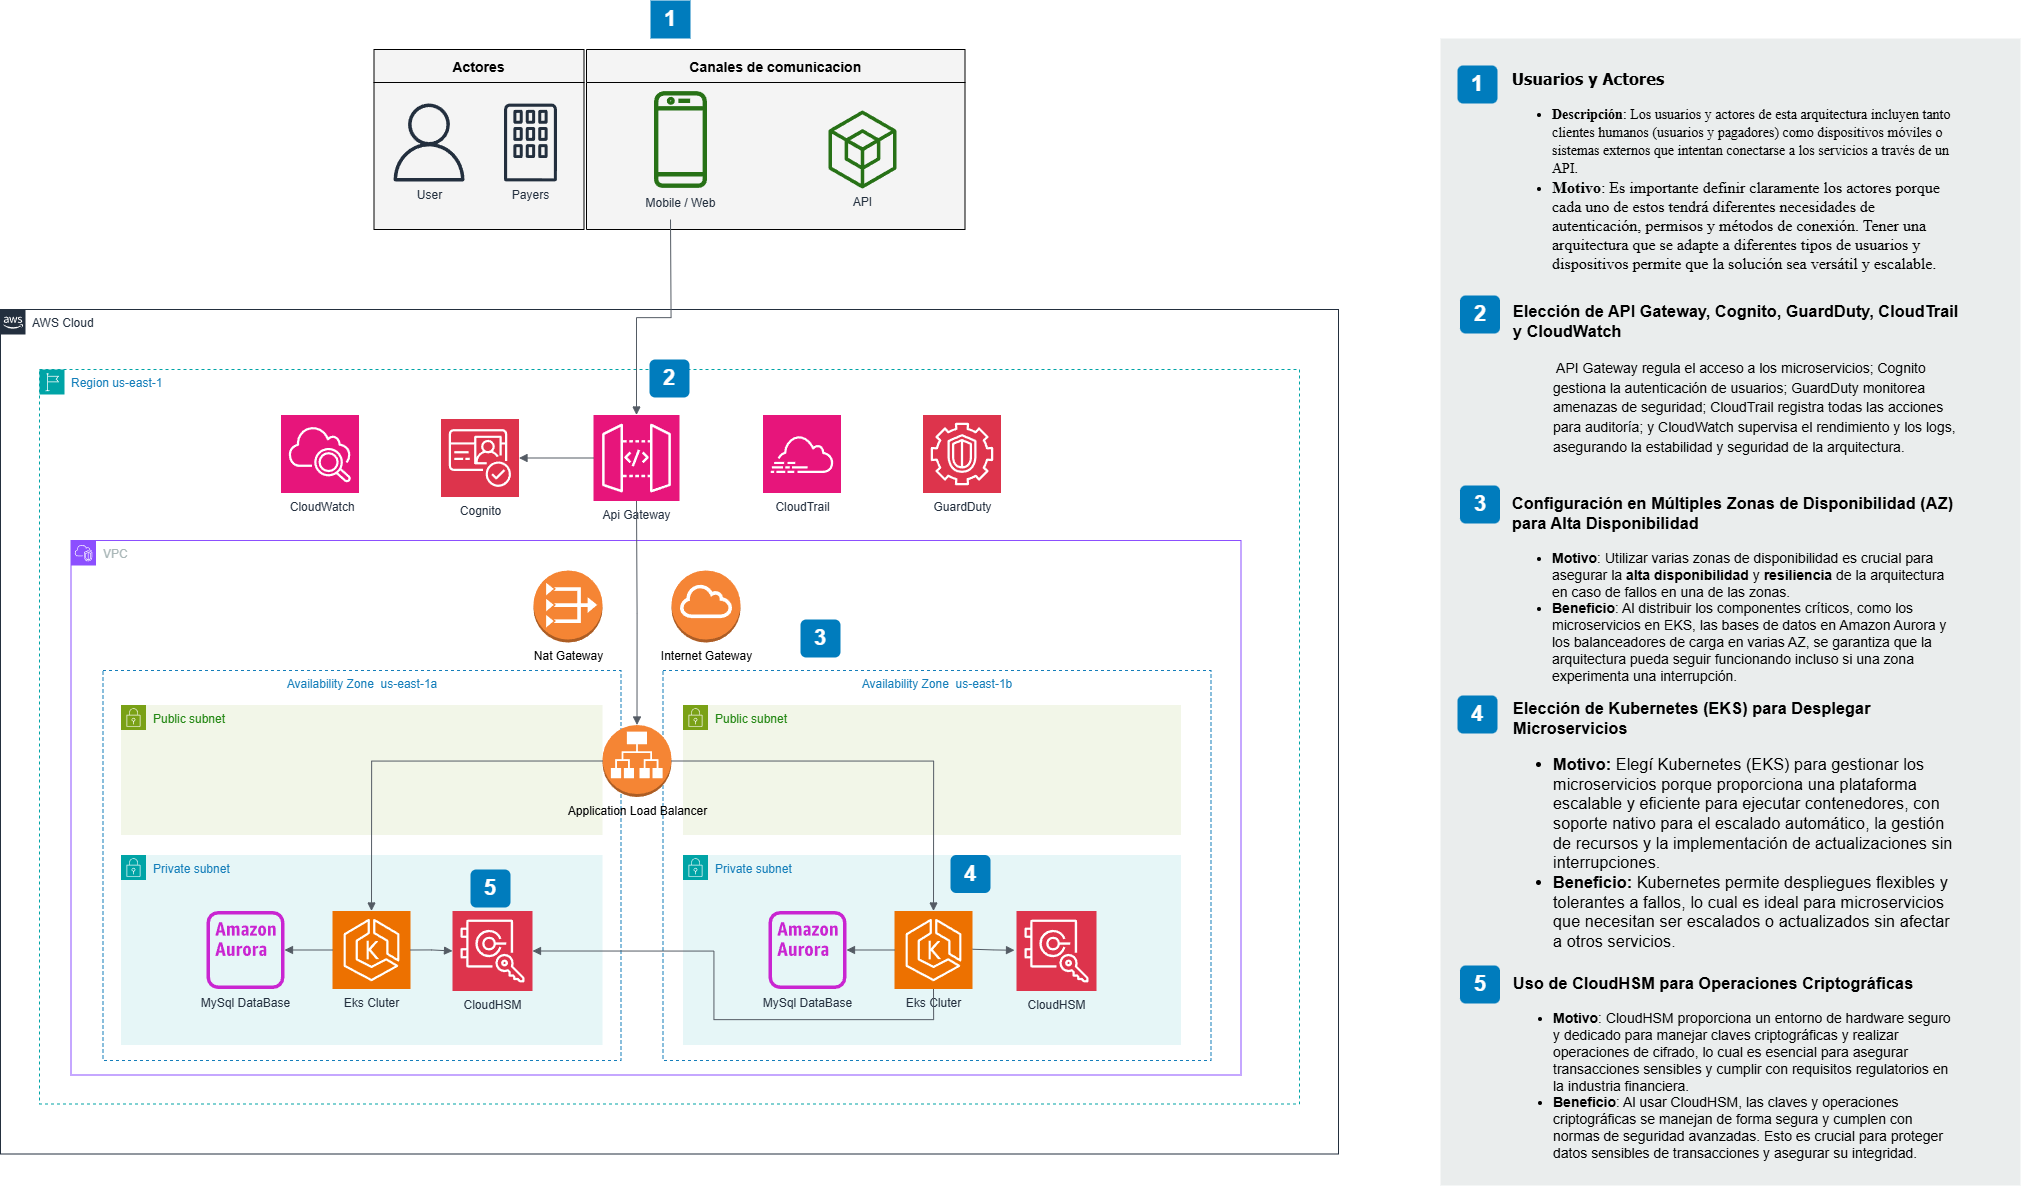 1
Actores
Canales de comunicacion
User
Payers
Mobile / Web
API
aws
AWS Cloud
Region us-east-1
2
CloudWatch
Cognito
Api Gateway
CloudTrail
GuardDuty
VPC
Nat Gateway
Internet Gateway
3
Availability Zone us-east-1a
Availability Zone us-east-1b
Public subnet
Public subnet
Application Load Balancer
Private subnet
Private subnet
5
4
Amazon
Aurora
MySql DataBase
K
Eks Cluter
CloudHSM
Amazon
Aurora
MySql DataBase
K
Eks Cluter
CloudHSM
1
Usuarios y Actores
• Descripción: Los usuarios y actores de esta arquitectura incluyen tanto
clientes humanos (usuarios y pagadores) como dispositivos móviles o
sistemas externos que intentan conectarse a los servicios a través de un
API.
• Motivo: Es importante definir claramente los actores porque
cada uno de estos tendrá diferentes necesidades de
autenticación, permisos y métodos de conexión. Tener una
arquitectura que se adapte a diferentes tipos de usuarios y
dispositivos permite que la solución sea versátil y escalable.
2
Elección de API Gateway, Cognito, GuardDuty, CloudTrail
y CloudWatch
API Gateway regula el acceso a los microservicios; Cognito
gestiona la autenticación de usuarios; GuardDuty monitorea
amenazas de seguridad; CloudTrail registra todas las acciones
para auditoría; y CloudWatch supervisa el rendimiento y los logs,
asegurando la estabilidad y seguridad de la arquitectura.
3
Configuración en Múltiples Zonas de Disponibilidad (AZ)
para Alta Disponibilidad
• Motivo: Utilizar varias zonas de disponibilidad es crucial para
asegurar la alta disponibilidad y resiliencia de la arquitectura
en caso de fallos en una de las zonas.
• Beneficio: Al distribuir los componentes críticos, como los
microservicios en EKS, las bases de datos en Amazon Aurora y
los balanceadores de carga en varias AZ, se garantiza que la
arquitectura pueda seguir funcionando incluso si una zona
experimenta una interrupción.
4
Elección de Kubernetes (EKS) para Desplegar
Microservicios
• Motivo: Elegí Kubernetes (EKS) para gestionar los
microservicios porque proporciona una plataforma
escalable y eficiente para ejecutar contenedores, con
soporte nativo para el escalado automático, la gestión
de recursos y la implementación de actualizaciones sin
interrupciones.
• Beneficio: Kubernetes permite despliegues flexibles y
tolerantes a fallos, lo cual es ideal para microservicios
que necesitan ser escalados o actualizados sin afectar
a otros servicios.
5
Uso de CloudHSM para Operaciones Criptográficas
• Motivo: CloudHSM proporciona un entorno de hardware seguro
y dedicado para manejar claves criptográficas y realizar
operaciones de cifrado, lo cual es esencial para asegurar
transacciones sensibles y cumplir con requisitos regulatorios en
la industria financiera.
• Beneficio: Al usar CloudHSM, las claves y operaciones
criptográficas se manejan de forma segura y cumplen con
normas de seguridad avanzadas. Esto es crucial para proteger
datos sensibles de transacciones y asegurar su integridad.